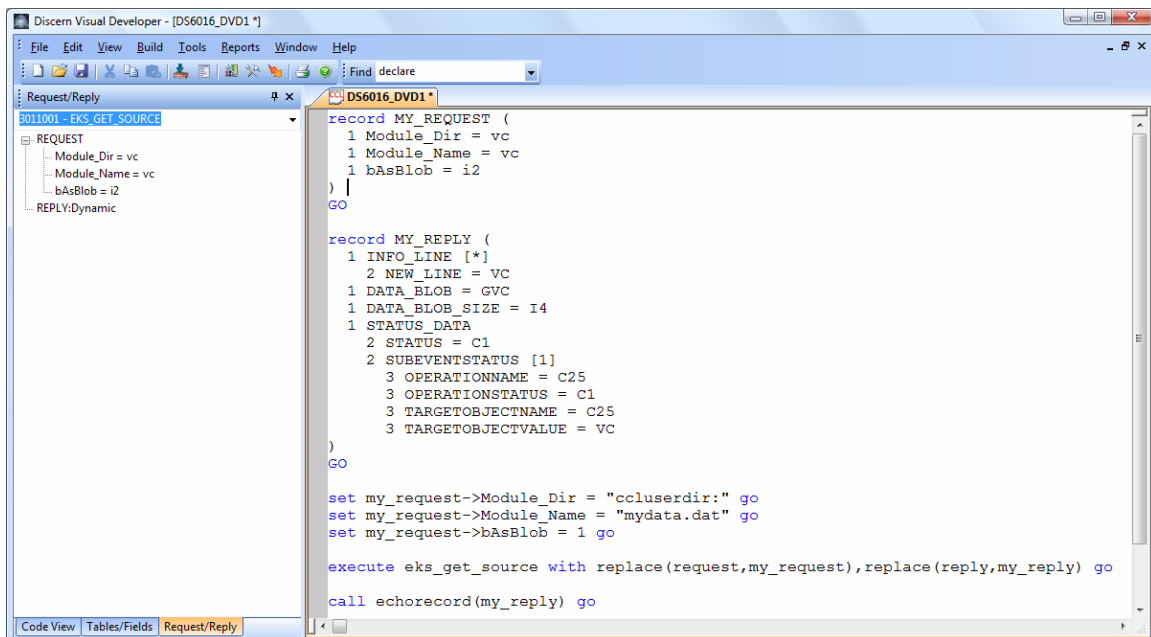 Discern Visual Developer - [DS6016_DVD1 *]
File Edit View Build Tools Reports Window Help
Find declare
Request/Reply
DS6016_DVD1 *
3011001 - EKS_GET_SOURCE
REQUEST
Module_Dir = vc
Module_Name = vc
bAsBlob = i2
REPLY:Dynamic
record MY_REQUEST (
1 Module_Dir = vc
1 Module_Name = vc
1 bAsBlob = i2
)
GO
record MY_REPLY (
1 INFO_LINE [*]
2 NEW_LINE = VC
1 DATA_BLOB = GVC
1 DATA_BLOB_SIZE = I4
1 STATUS_DATA
2 STATUS = C1
2 SUBEVENTSTATUS [1]
3 OPERATIONNAME = C25
3 OPERATIONSTATUS = C1
3 TARGETOBJECTNAME = C25
3 TARGETOBJECTVALUE = VC
)
GO
set my_request->Module_Dir = "ccluserdir:" go
set my_request->Module_Name = "mydata.dat" go
set my_request->bAsBlob = 1 go
execute eks_get_source with replace(request,my_request),replace(reply,my_reply) go
call echorecord(my_reply) go
Code View Tables/Fields Request/Reply